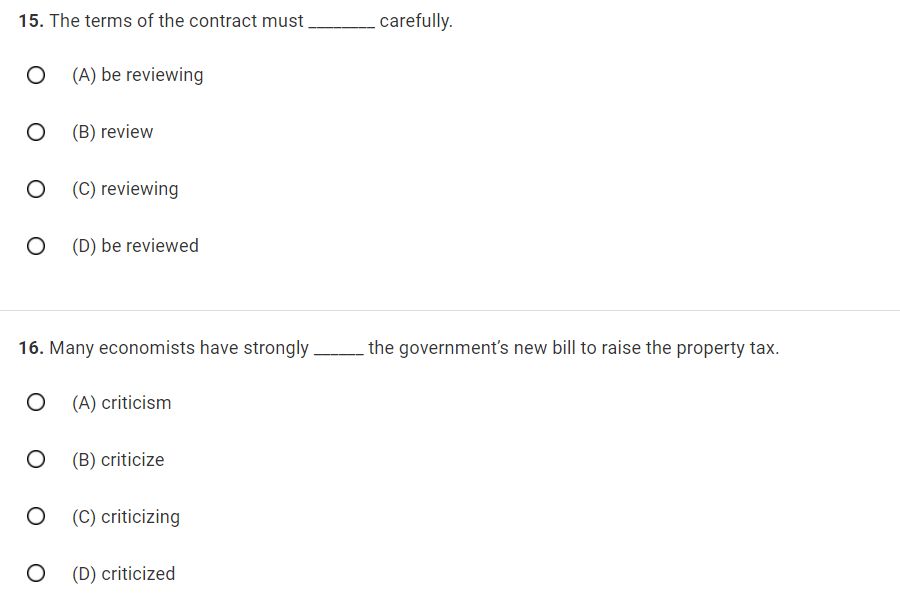 15. The terms of the contract must ________ carefully.
(A) be reviewing
(B) review
(C) reviewing
(D) be reviewed
16. Many economists have strongly ______ the government's new bill to raise the property tax.
(A) criticism
(B) criticize
(C) criticizing
(D) criticized